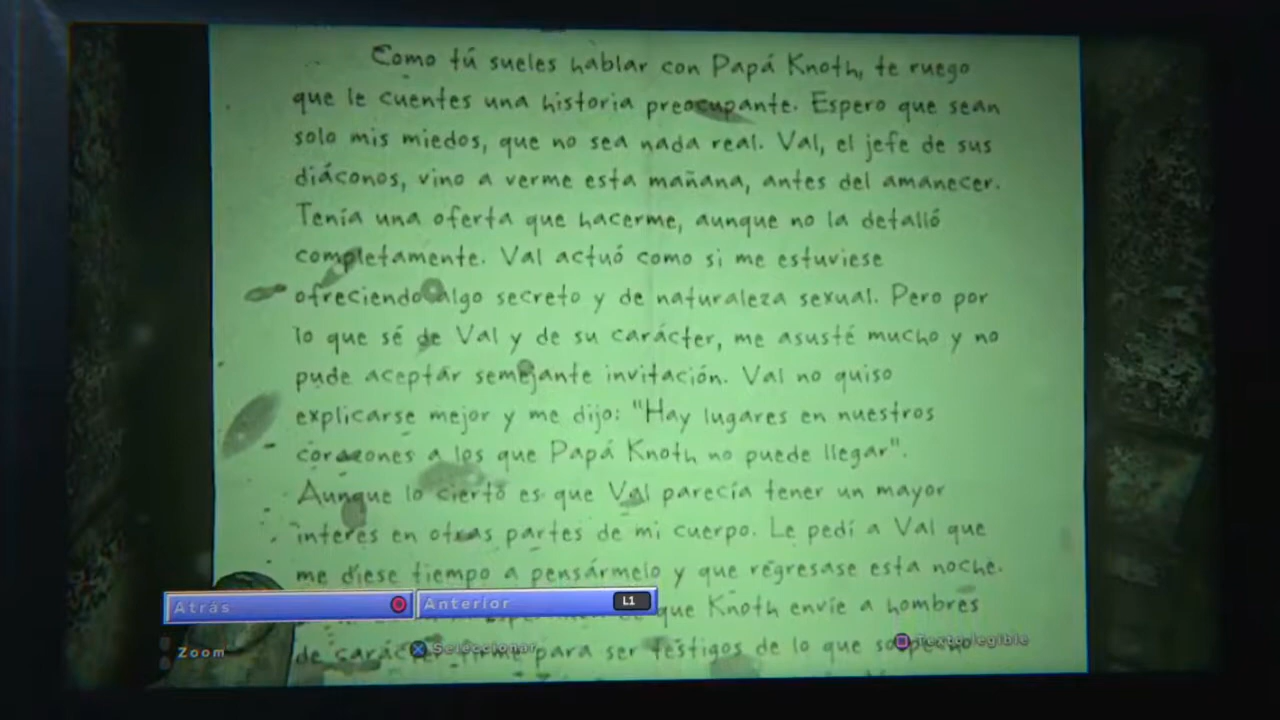 Como tú sueles hablar con Papá Knoth, te ruego
que le cuentes una historia preocupante. Espero que sean
solo mis miedos, que no sea nada real. Val, el jefe de sus
diáconos, vino a verme esta mañana, antes del amanecer.
Tenía una oferta que hacerme, aunque no la detalló
completamente. Val actuó como si me estuviese
ofreciendo algo secreto y de naturaleza sexual. Pero por
lo que sé de Val y de su carácter, me asusté mucho y no
pude aceptar semejante invitación. Val no quiso
explicarse mejor y me dijo: "Hay lugares en nuestros
corazones a los que Papá Knoth no puede llegar".
Aunque lo cierto es que Val parecía tener un mayor
interés en otras partes de mi cuerpo. Le pedí a Val que
me diese tiempo a pensármelo y que regresase esta noche.
que Knoth envíe a hombres
de carácter firme para ser testigos de lo que
Atrás
Anterior L1
Zoom
Seleccionar
Texto legible